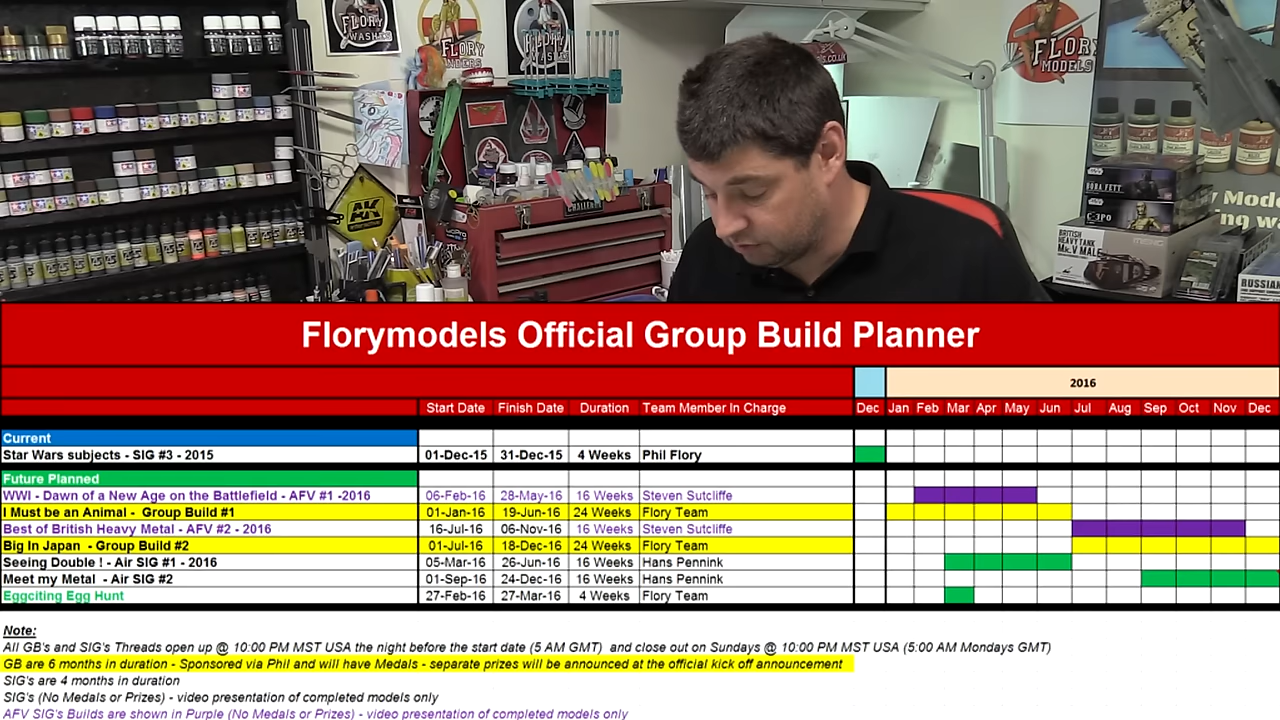 FLORY
WASHES
FLORY
FLORY
FLORY
MODELS
AK
BOBA FETT
C-3PO
BRITISH
HEAVY TANK
Mk.V MALE
MENG
RUSSIAN
Florymodels Official Group Build Planner
2016
Start Date Finish Date Duration Team Member In Charge Dec Jan Feb Mar Apr May Jun Jul Aug Sep Oct Nov Dec
Current
Star Wars subjects - SIG #3 - 2015 01-Dec-15 31-Dec-15 4 Weeks Phil Flory
Future Planned
WWI - Dawn of a New Age on the Battlefield - AFV #1 -2016 06-Feb-16 28-May-16 16 Weeks Steven Sutcliffe
I Must be an Animal - Group Build #1 01-Jan-16 19-Jun-16 24 Weeks Flory Team
Best of British Heavy Metal - AFV #2 - 2016 16-Jul-16 06-Nov-16 16 Weeks Steven Sutcliffe
Big In Japan - Group Build #2 01-Jul-16 18-Dec-16 24 Weeks Flory Team
Seeing Double ! - Air SIG #1 - 2016 05-Mar-16 26-Jun-16 16 Weeks Hans Pennink
Meet my Metal - Air SIG #2 01-Sep-16 24-Dec-16 16 Weeks Hans Pennink
Eggciting Egg Hunt 27-Feb-16 27-Mar-16 4 Weeks Flory Team
Note:
All GB's and SIG's Threads open up @ 10:00 PM MST USA the night before the start date (5 AM GMT) and close out on Sundays @ 10:00 PM MST USA (5:00 AM Mondays GMT)
GB are 6 months in duration - Sponsored via Phil and will have Medals - separate prizes will be announced at the official kick off announcement
SIG's are 4 months in duration
SIG's (No Medals or Prizes) - video presentation of completed models only
AFV SIG's Builds are shown in Purple (No Medals or Prizes) - video presentation of completed models only